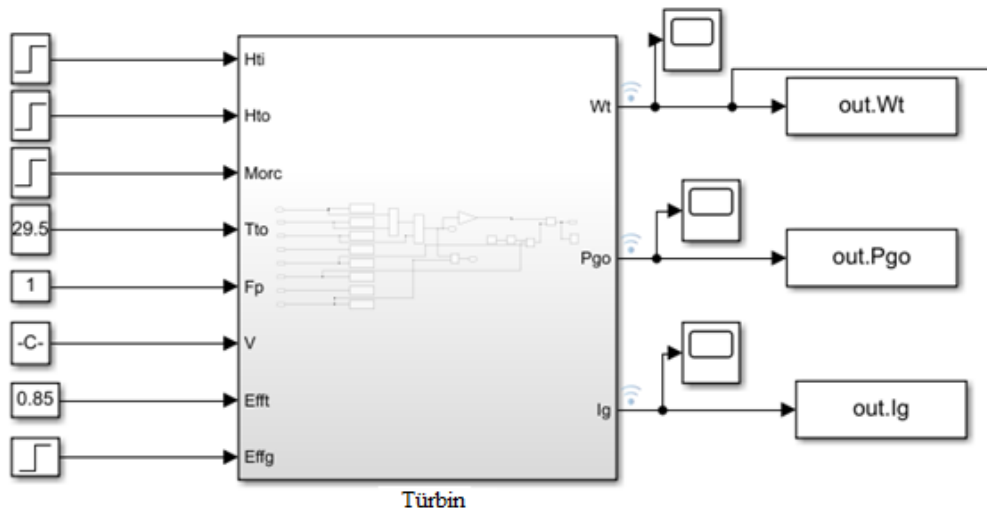 Hti
Hto
Morc
29.5
Tto
1
Fp
-C-
V
0.85
Efft
Effg
Wt
out.Wt
Pgo
out.Pgo
Ig
out.Ig
Türbin